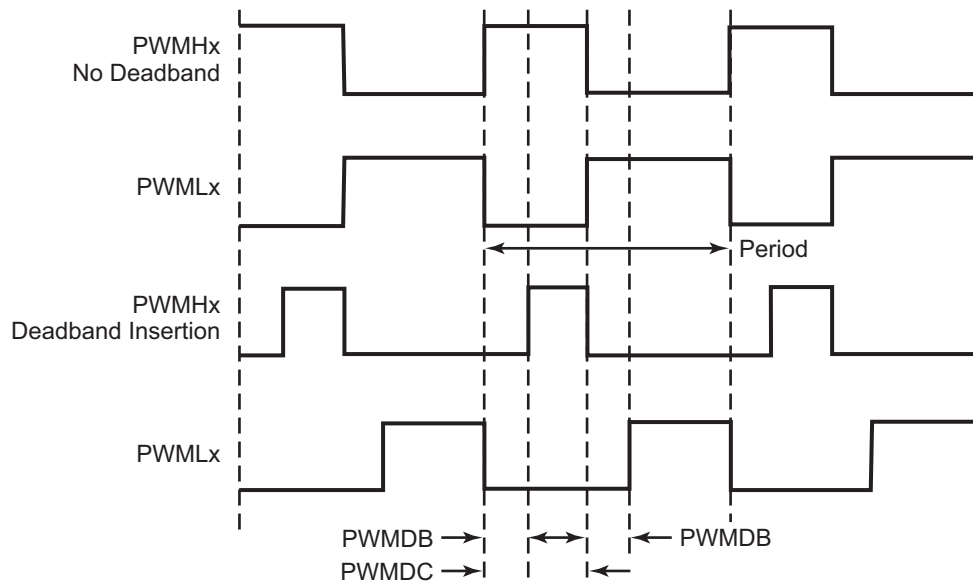 PWMHx
No Deadband
PWMLx
Period
PWMHx
Deadband Insertion
PWMLx
PWMDB
PWMDB
PWMDC